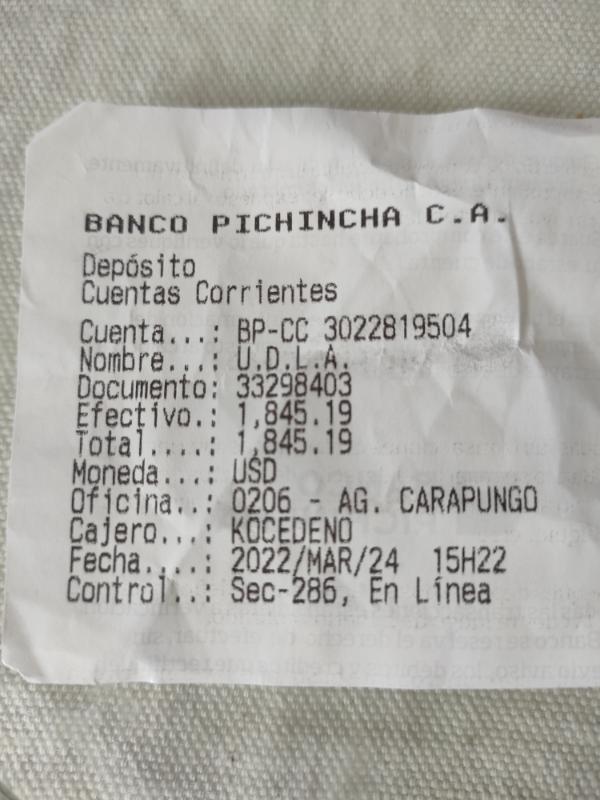 BANCO PICHINCHA C.A.
Depósito
Cuentas Corrientes
Cuenta...: BP-CC 3022819504
Nombre...: U.D.L.A.
Documento: 33298403
Efectivo.: 1,845.19
Total....: 1,845.19
Moneda...: USD
Oficina..: 0206 - AG. CARAPUNGO
Cajero...: KOCEDENO
Fecha....: 2022/MAR/24 15H22
Control..: Sec-286, En Línea